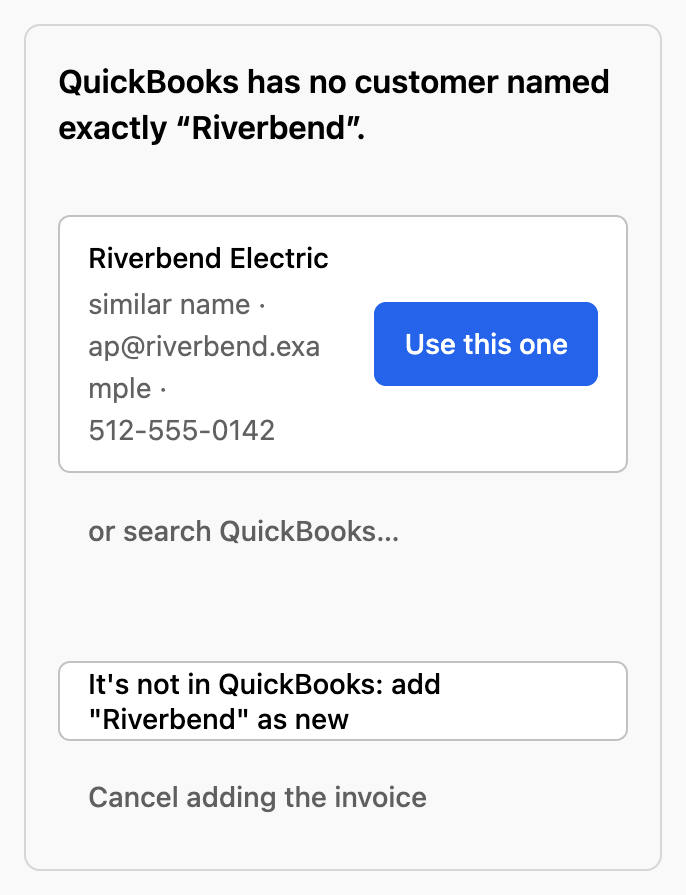 QuickBooks has no customer named
exactly “Riverbend”.
Riverbend Electric
similar name ·
ap@riverbend.exa
mple ·
512-555-0142
Use this one
or search QuickBooks...
It's not in QuickBooks: add
"Riverbend" as new
Cancel adding the invoice